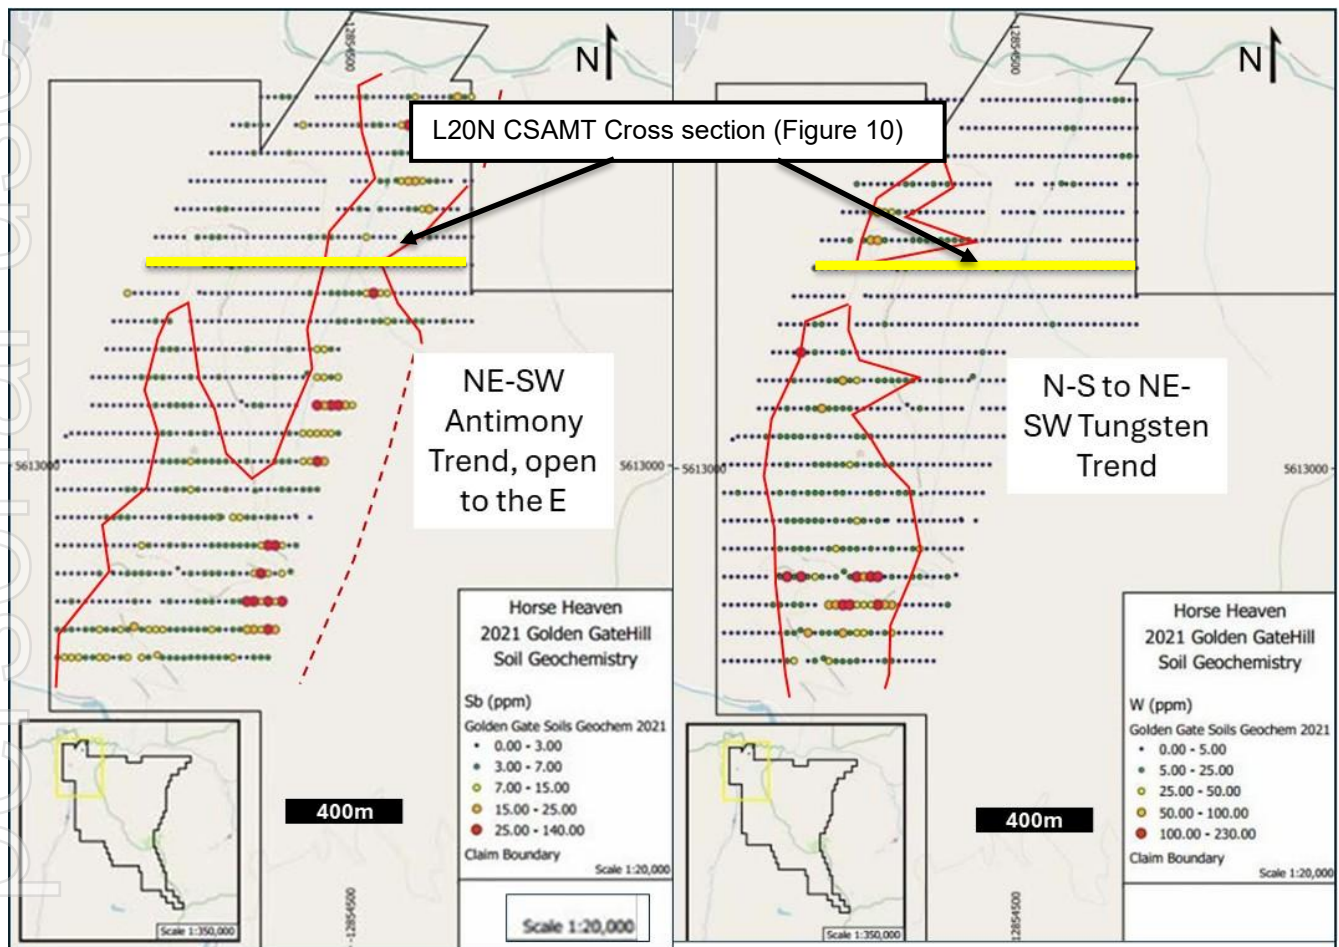 N
N
12854500
12854500
L20N CSAMT Cross section (Figure 10)
NE-SW
Antimony
Trend, open
to the E
N-S to NE-
SW Tungsten
Trend
5613000
5613000
5613000
5613000
Horse Heaven
2021 Golden GateHill
Soil Geochemistry
Sb (ppm)
Golden Gate Soils Geochem 2021
0.00 - 3.00
3.00 - 7.00
7.00 - 15.00
15.00 - 25.00
25.00 - 140.00
Claim Boundary
Scale 1:20,000
Scale 1:20,000
400m
Scale 1:350,000
-12854500
Horse Heaven
2021 Golden GateHill
Soil Geochemistry
W (ppm)
Golden Gate Soils Geochem 2021
0.00 - 5.00
5.00 - 25.00
25.00 - 50.00
50.00 - 100.00
100.00 - 230.00
Claim Boundary
Scale 1:20,000
400m
Scale 1:350,000
12854500